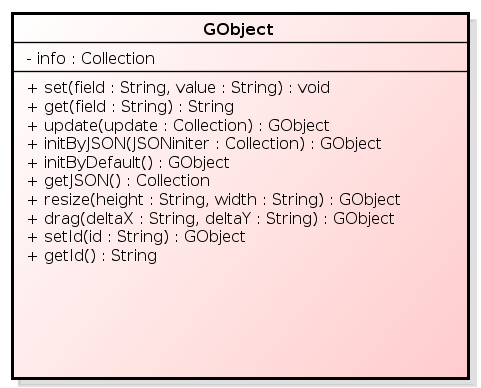 GObject
- info : Collection
+ set(field : String, value : String) : void
+ get(field : String) : String
+ update(update : Collection) : GObject
+ initByJSON(JSONiniter : Collection) : GObject
+ initByDefault() : GObject
+ getJSON() : Collection
+ resize(height : String, width : String) : GObject
+ drag(deltaX : String, deltaY : String) : GObject
+ setId(id : String) : GObject
+ getId() : String